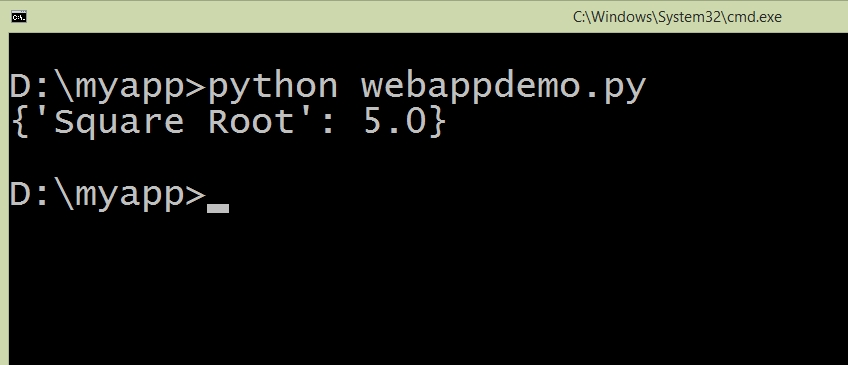 C:\Windows\System32\cmd.exe
D:\myapp>python webappdemo.py
{'Square Root': 5.0}
D:\myapp>